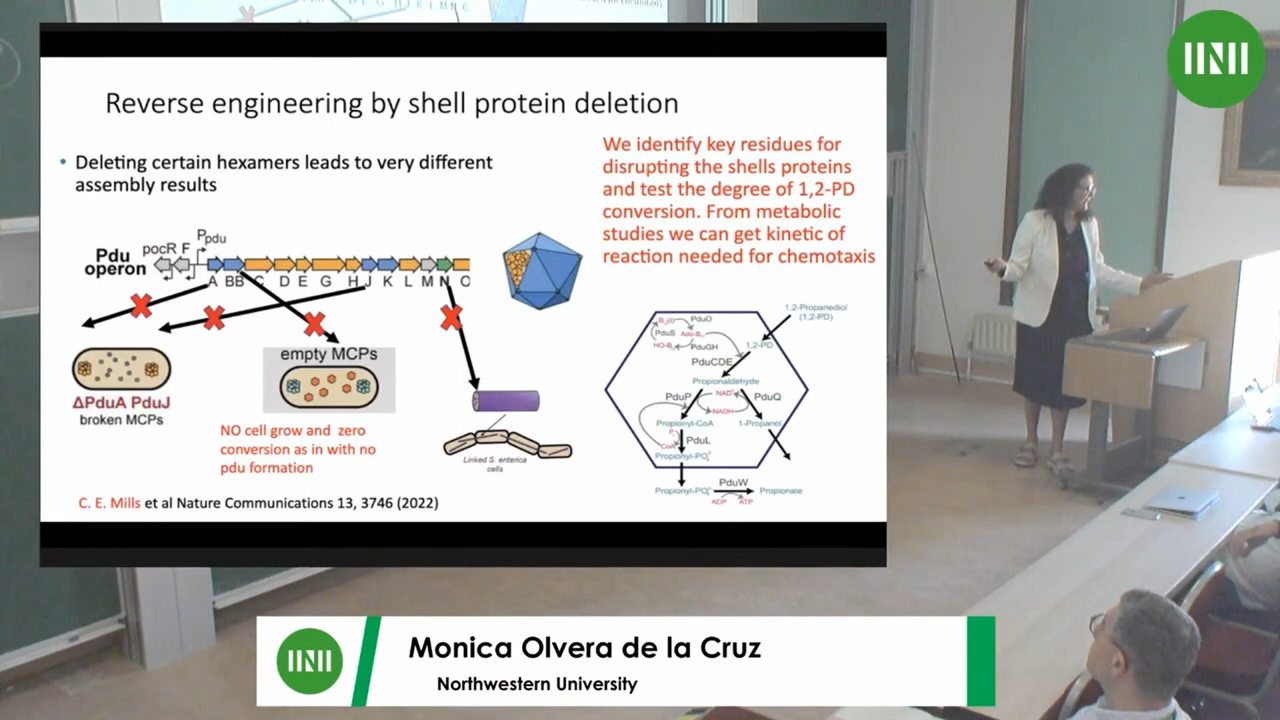 Reverse engineering by shell protein deletion
• Deleting certain hexamers leads to very different
assembly results
We identify key residues for
disrupting the shells proteins
and test the degree of 1,2-PD
conversion. From metabolic
studies we can get kinetic of
reaction needed for chemotaxis
Ppdu
pocR F
Pdu
operon
A BB C D E G H J K L M N O
empty MCPs
ΔPduA PduJ
broken MCPs
NO cell grow and zero
conversion as in with no
pdu formation
Linked S. enterica
cells
C. E. Mills et al Nature Communications 13, 3746 (2022)
1,2-Propanediol
(1,2-PD)
PduO
PduS
PduGH
1,2-PD
PduCDE
Propionaldehyde
PduP
NAD⁺
PduQ
NADH
Propionyl-CoA
1-Propanol
PduL
Propionyl-PO₄²⁻
Propionyl-PO₄²⁻
PduW
Propionate
ADP
ATP
IINII
IINII
Monica Olvera de la Cruz
Northwestern University